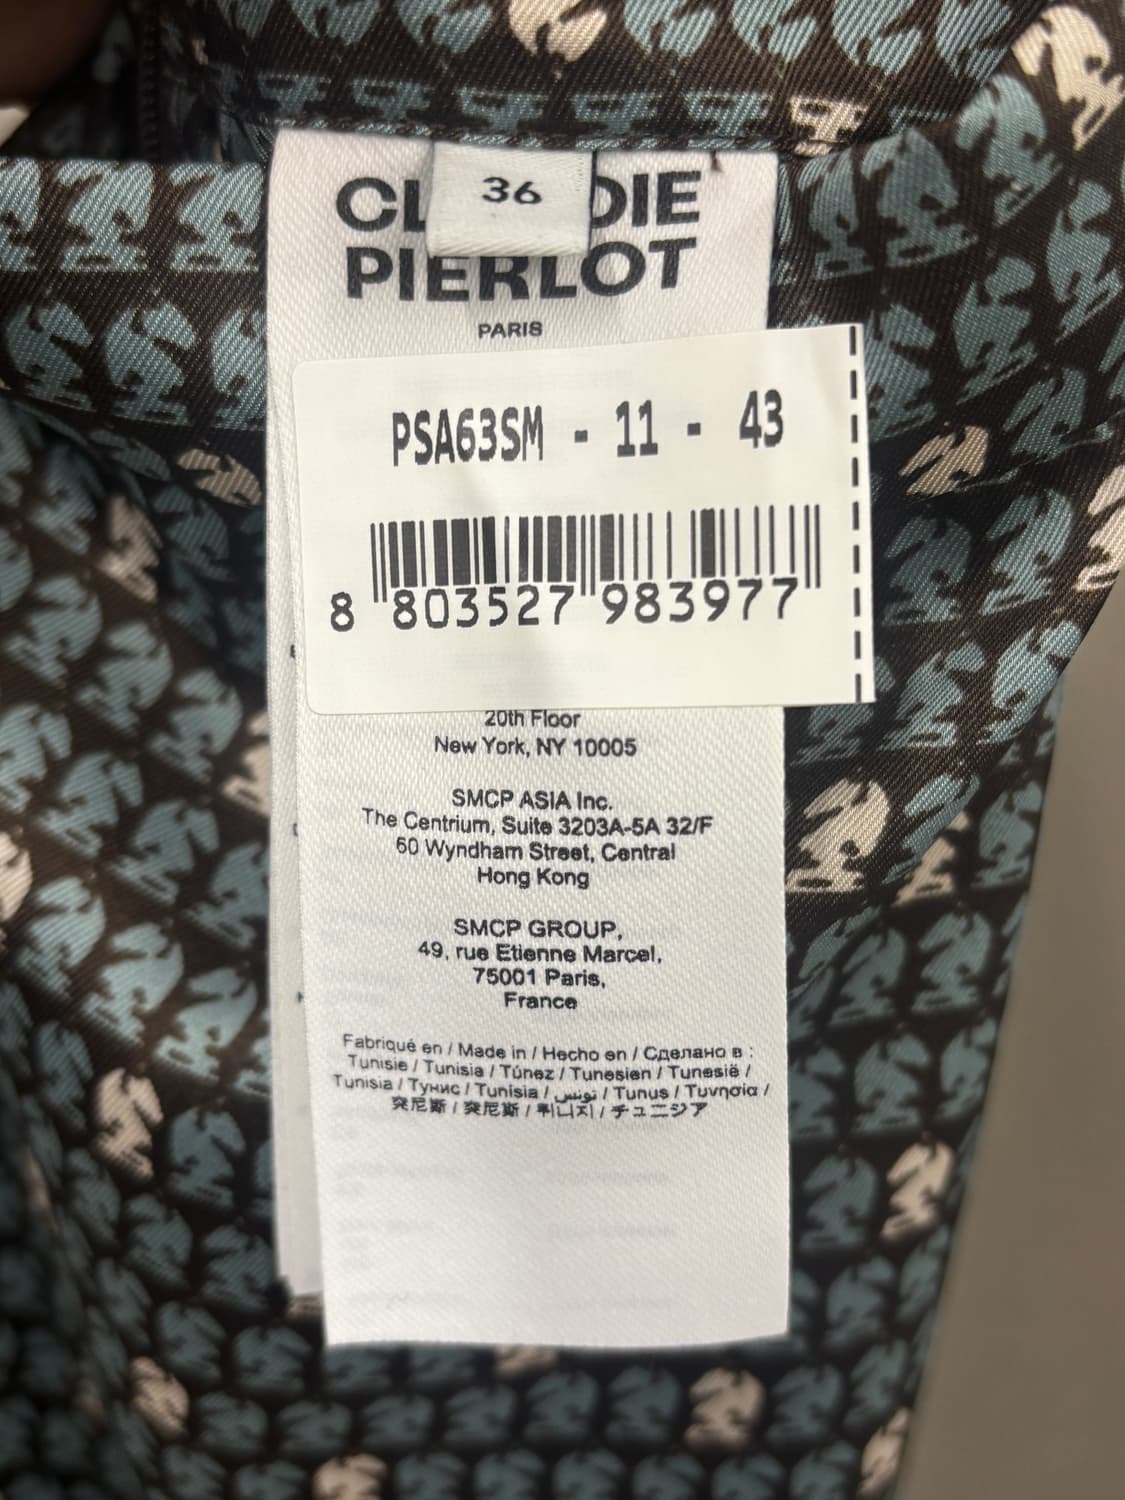 36
CL DIE
PIERLOT
PARIS
PSA63SM - 11 - 43
8 803527 983977
20th Floor
New York, NY 10005
SMCP ASIA Inc.
The Centrium, Suite 3203A-5A 32/F
60 Wyndham Street, Central
Hong Kong
SMCP GROUP,
49, rue Etienne Marcel,
75001 Paris,
France
Fabriqué en / Made in / Hecho en / Сделано в :
Tunisie / Tunisia / Túnez / Tunesien / Tunesië /
Tunisia / Тунис / Tunísia / تونس / Tunus / Τυνησία /
突尼斯 / 突尼斯 / 튀니지 / チュニジア